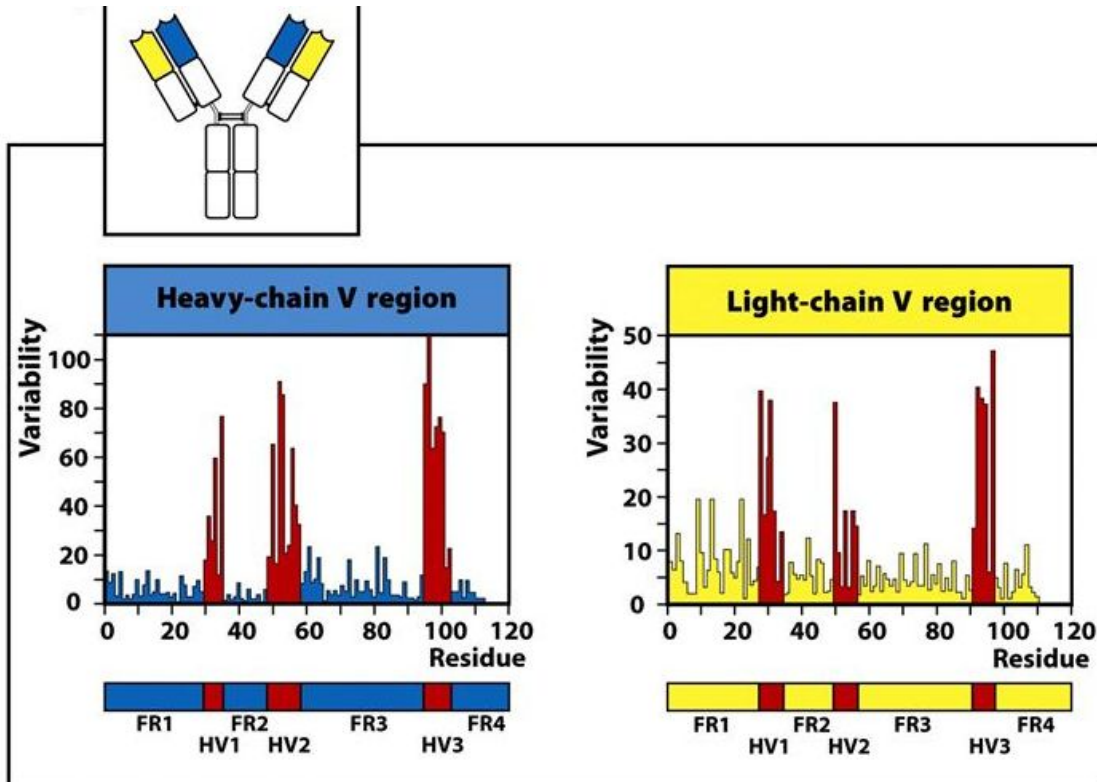 Heavy-chain V region
Variability
100
80
60
40
20
0
0 20 40 60 80 100 120
Residue
FR1 FR2 FR3 FR4
HV1 HV2 HV3
Light-chain V region
Variability
50
40
30
20
10
0
0 20 40 60 80 100 120
Residue
FR1 FR2 FR3 FR4
HV1 HV2 HV3